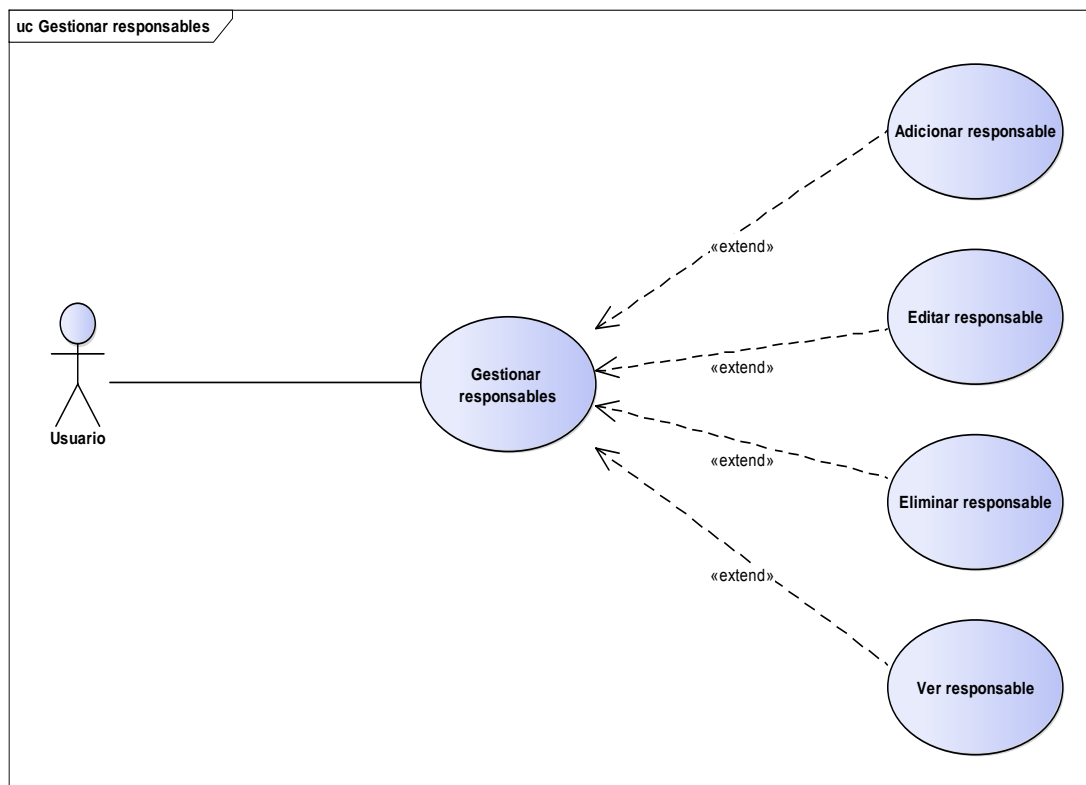 uc Gestionar responsables
Adicionar responsable
«extend»
Editar responsable
«extend»
Gestionar
responsables
Usuario
«extend»
Eliminar responsable
«extend»
Ver responsable